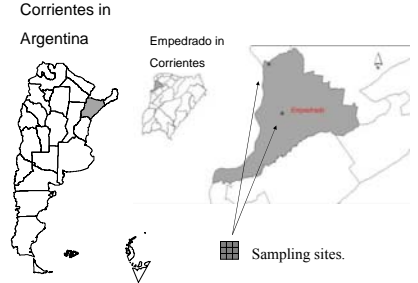 Corrientes in
Argentina
Empedrado in
Corrientes
Empedrado
Sampling sites.